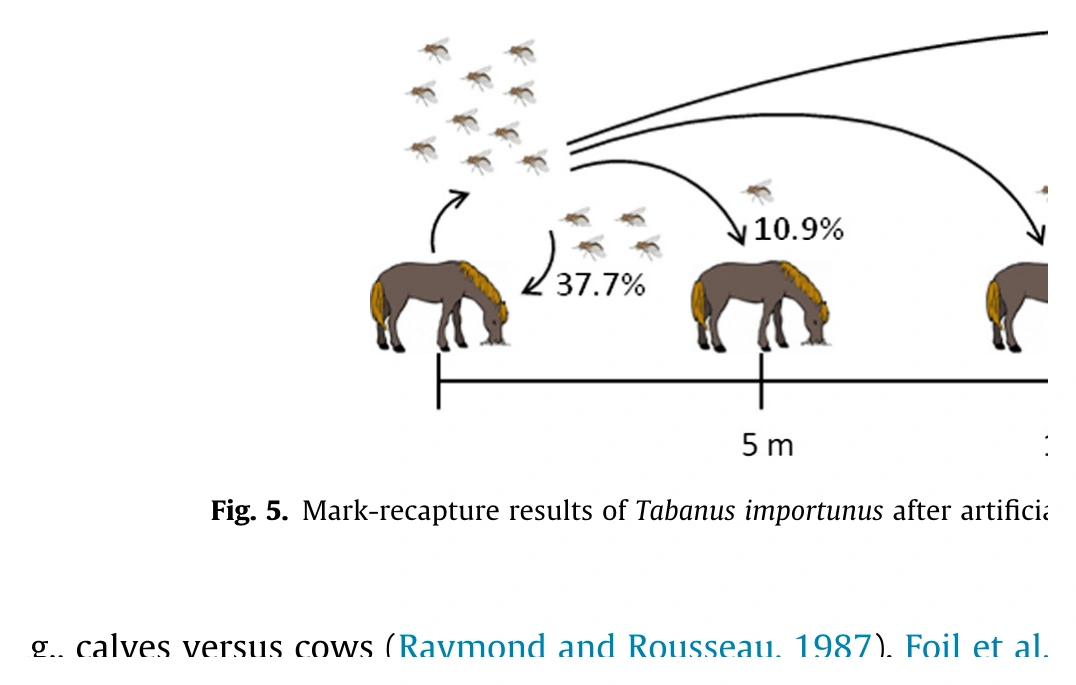 10.9%
37.7%
5 m
Fig. 5. Mark-recapture results of Tabanus importunus after
g., calves versus cows (Raymond and Rousseau, 1987). Foil et al.